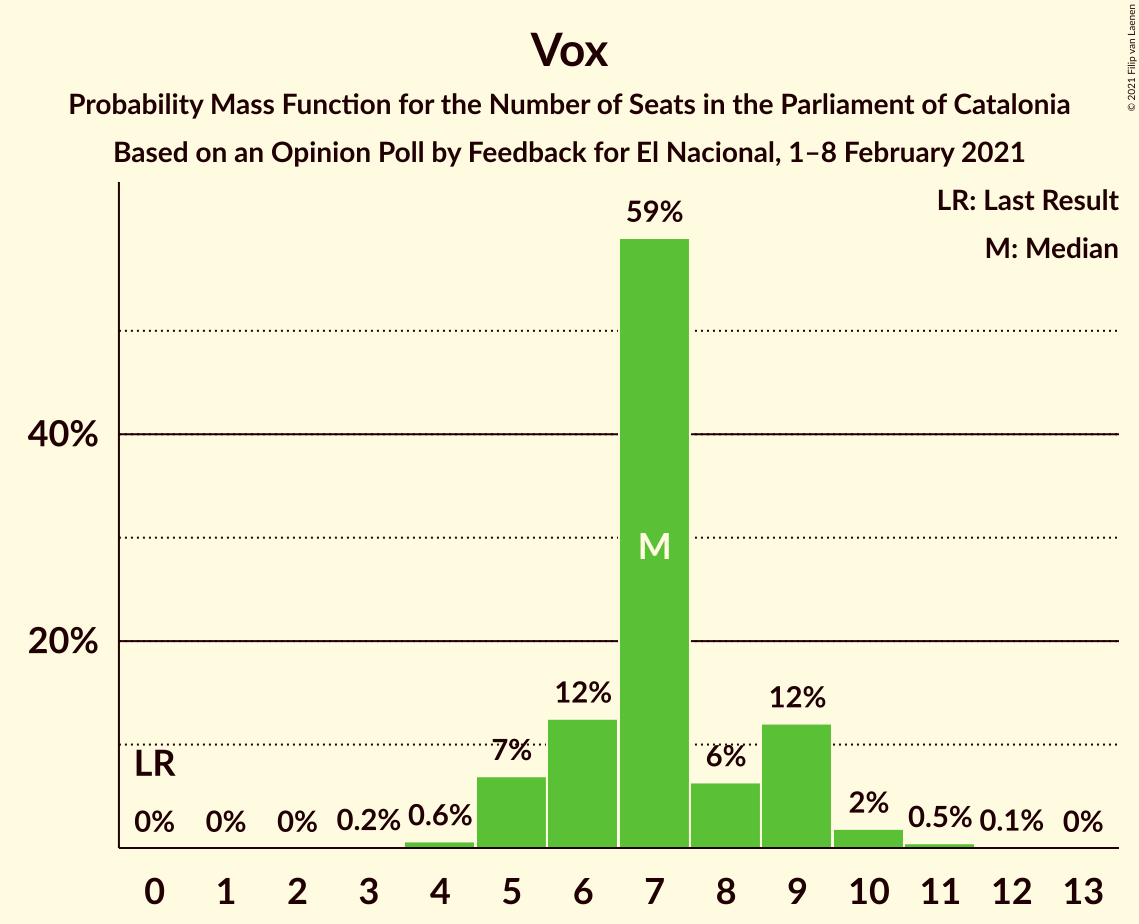 Vox
Probability Mass Function for the Number of Seats in the Parliament of Catalonia
Based on an Opinion Poll by Feedback for El Nacional, 1–8 February 2021
© 2021 Filip van Laenen
LR: Last Result
M: Median
59%
40%
M
20%
12%
12%
7%
6%
LR
2%
0% 0% 0% 0.2% 0.6% 0.5% 0.1% 0%
0 1 2 3 4 5 6 7 8 9 10 11 12 13